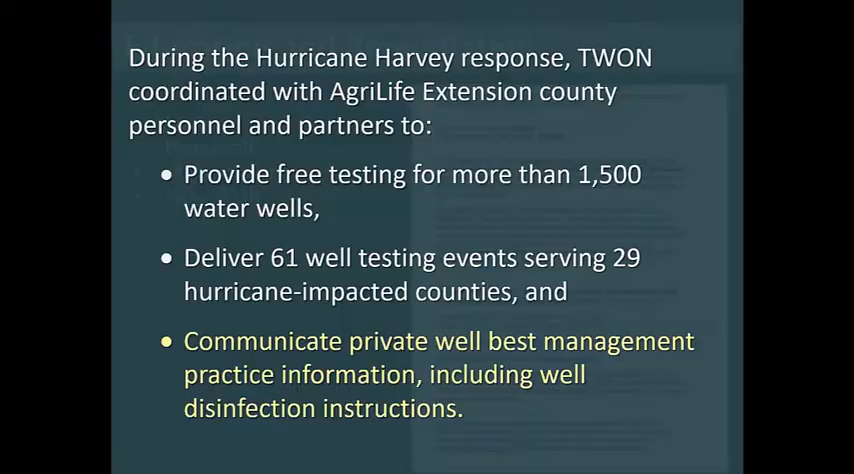 During the Hurricane Harvey response, TWON
coordinated with AgriLife Extension county
personnel and partners to:
• Provide free testing for more than 1,500
water wells,
• Deliver 61 well testing events serving 29
hurricane-impacted counties, and
• Communicate private well best management
practice information, including well
disinfection instructions.